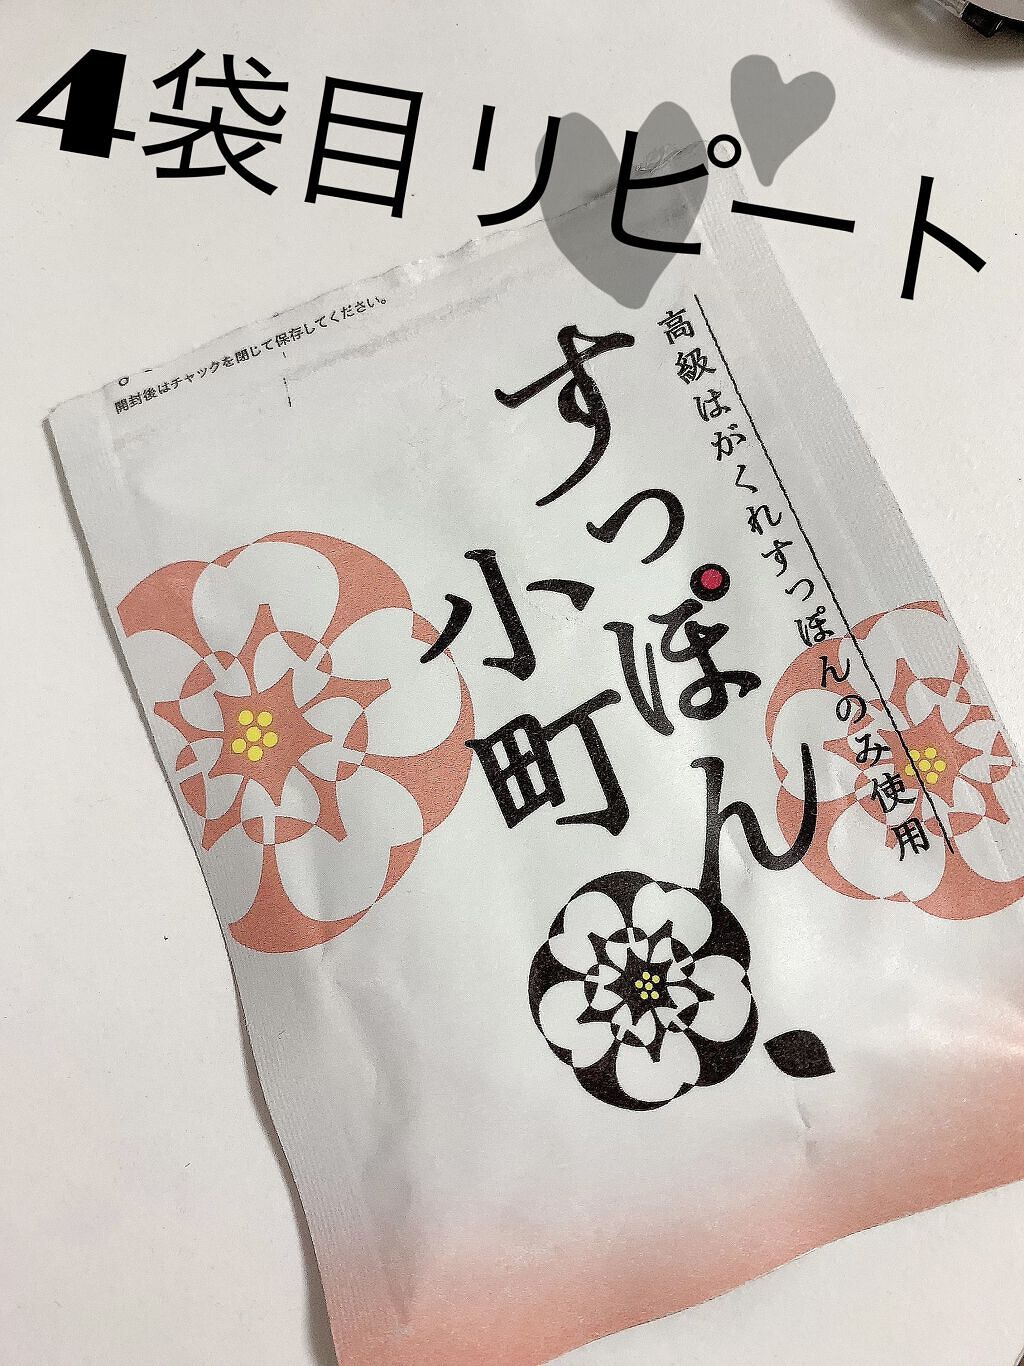 4袋目リピート
開封後はチャックを閉じて保存してください。
高級はがくれすっぽんのみ使用
すっぽん
小町